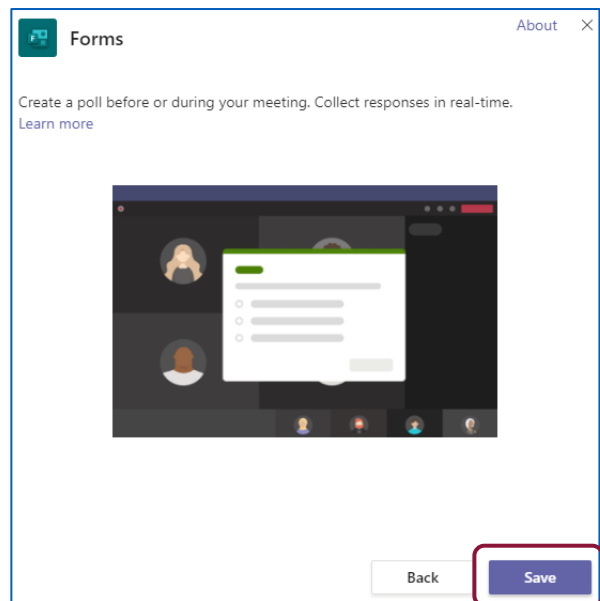 Forms
About
Create a poll before or during your meeting. Collect responses in real-time.
Learn more
Back
Save